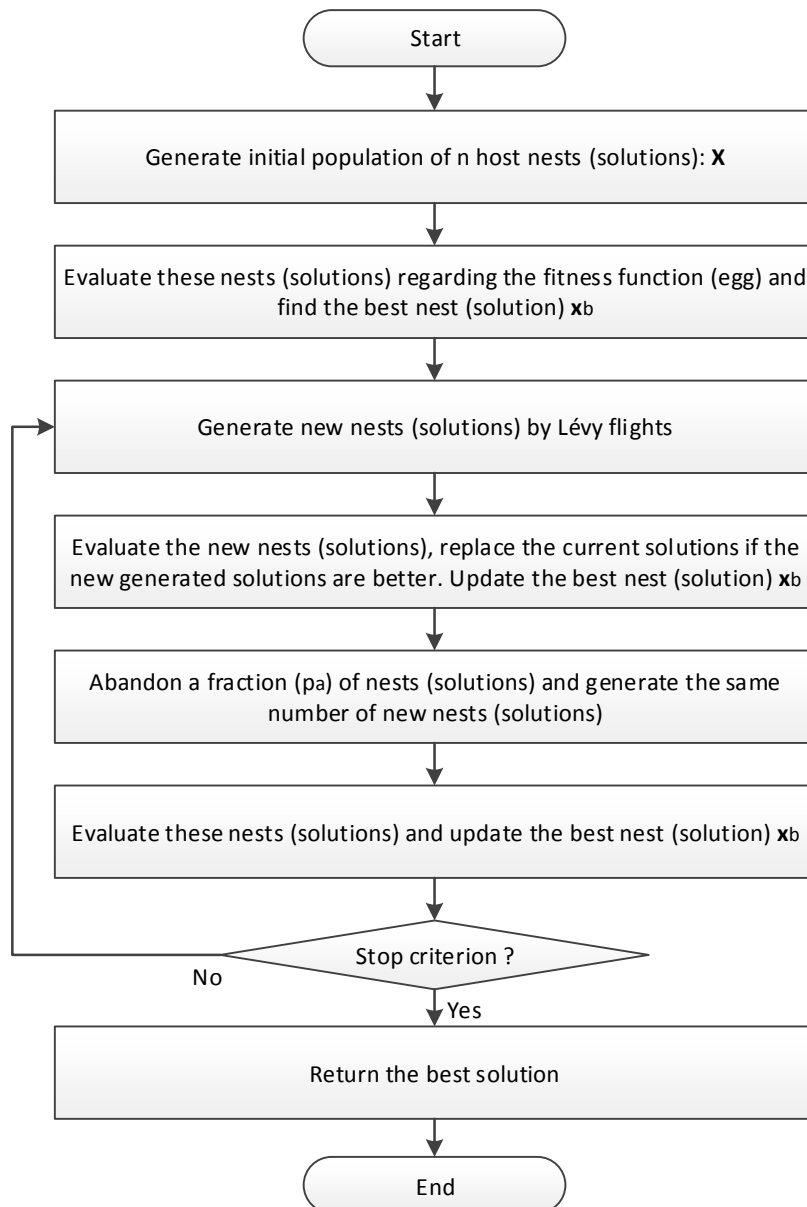 Start
Generate initial population of n host nests (solutions): X
Evaluate these nests (solutions) regarding the fitness function (egg) and
find the best nest (solution) xb
Generate new nests (solutions) by Lévy flights
Evaluate the new nests (solutions), replace the current solutions if the
new generated solutions are better. Update the best nest (solution) xb
Abandon a fraction (pa) of nests (solutions) and generate the same
number of new nests (solutions)
Evaluate these nests (solutions) and update the best nest (solution) xb
Stop criterion ?
No
Yes
Return the best solution
End